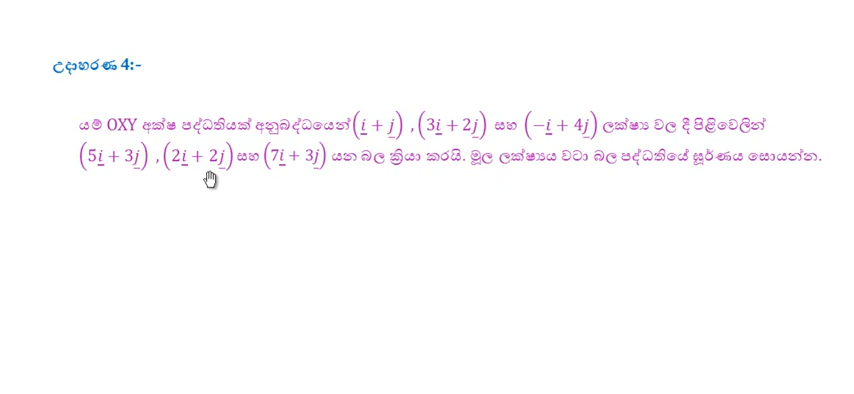 උදාහරණ 4:-
යම් OXY අක්ෂ පද්ධතියක් අනුබද්ධයෙන් (i + j) , (3i + 2j) සහ (−i + 4j) ලක්ෂ්‍ය වල දී පිළිවෙලින්
(5i + 3j) , (2i + 2j) සහ (7i + 3j) යන බල ක්‍රියා කරයි. මූල ලක්ෂ්‍යය වටා බල පද්ධතියේ ඝූර්ණය සොයන්න.